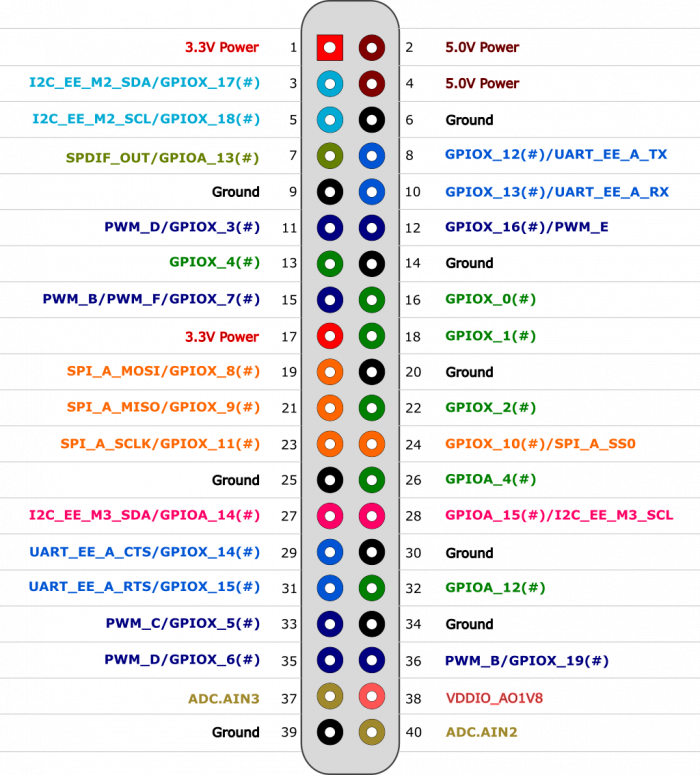 3.3V Power 1 2 5.0V Power
I2C_EE_M2_SDA/GPIOX_17(#) 3 4 5.0V Power
I2C_EE_M2_SCL/GPIOX_18(#) 5 6 Ground
SPDIF_OUT/GPIOA_13(#) 7 8 GPIOX_12(#)/UART_EE_A_TX
Ground 9 10 GPIOX_13(#)/UART_EE_A_RX
PWM_D/GPIOX_3(#) 11 12 GPIOX_16(#)/PWM_E
GPIOX_4(#) 13 14 Ground
PWM_B/PWM_F/GPIOX_7(#) 15 16 GPIOX_0(#)
3.3V Power 17 18 GPIOX_1(#)
SPI_A_MOSI/GPIOX_8(#) 19 20 Ground
SPI_A_MISO/GPIOX_9(#) 21 22 GPIOX_2(#)
SPI_A_SCLK/GPIOX_11(#) 23 24 GPIOX_10(#)/SPI_A_SS0
Ground 25 26 GPIOA_4(#)
I2C_EE_M3_SDA/GPIOA_14(#) 27 28 GPIOA_15(#)/I2C_EE_M3_SCL
UART_EE_A_CTS/GPIOX_14(#) 29 30 Ground
UART_EE_A_RTS/GPIOX_15(#) 31 32 GPIOA_12(#)
PWM_C/GPIOX_5(#) 33 34 Ground
PWM_D/GPIOX_6(#) 35 36 PWM_B/GPIOX_19(#)
ADC.AIN3 37 38 VDDIO_AO1V8
Ground 39 40 ADC.AIN2